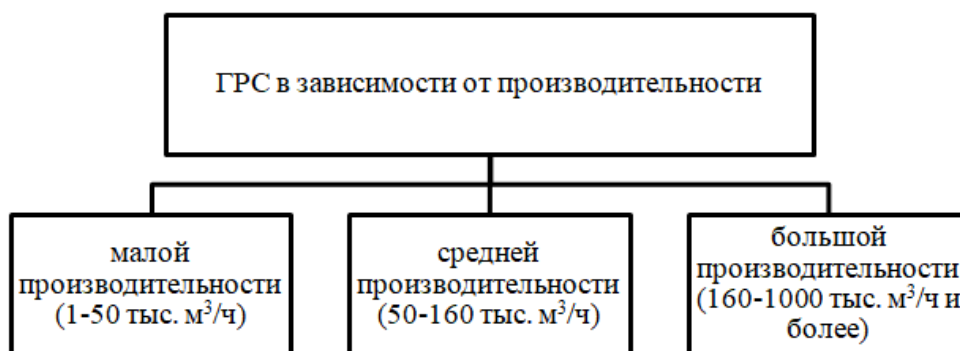 ГРС в зависимости от производительности
малой
производительности
(1-50 тыс. м³/ч)
средней
производительности
(50-160 тыс. м³/ч)
большой
производительности
(160-1000 тыс. м³/ч и
более)